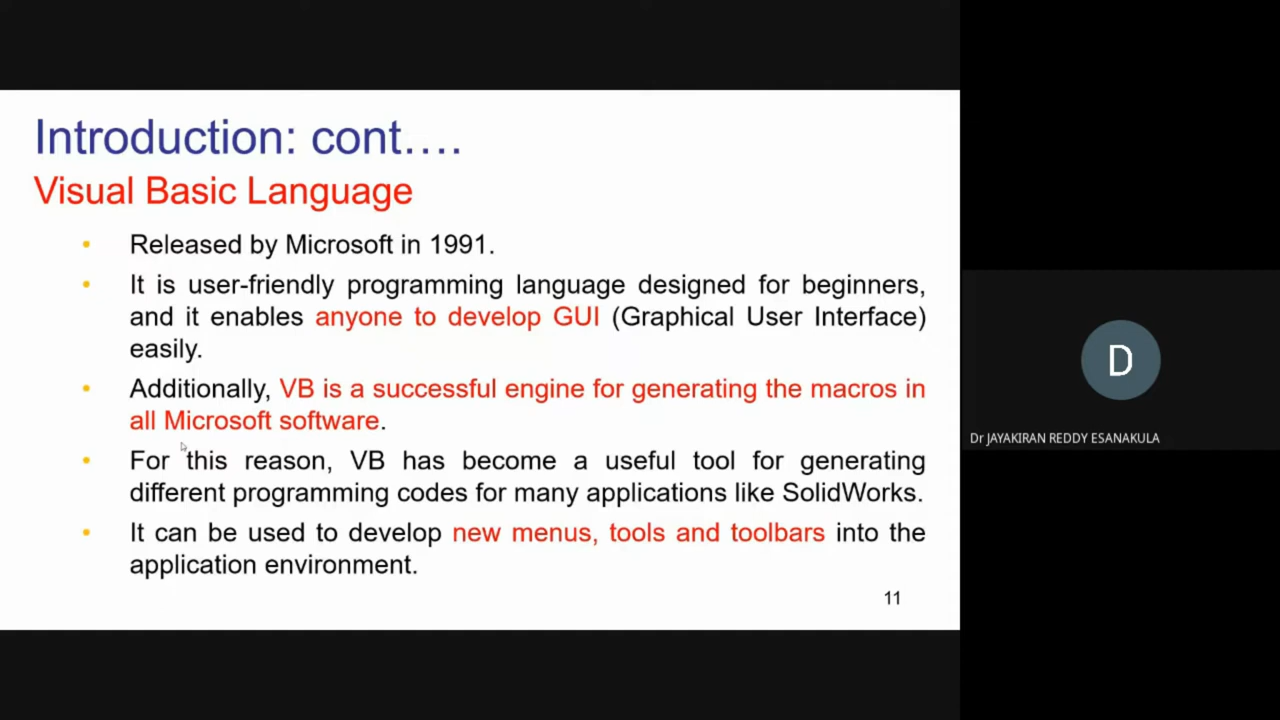 Introduction: cont….
Visual Basic Language
• Released by Microsoft in 1991.
• It is user-friendly programming language designed for beginners,
and it enables anyone to develop GUI (Graphical User Interface)
easily.
• Additionally, VB is a successful engine for generating the macros in
all Microsoft software.
• For this reason, VB has become a useful tool for generating
different programming codes for many applications like SolidWorks.
• It can be used to develop new menus, tools and toolbars into the
application environment.
11
D
Dr JAYAKIRAN REDDY ESANAKULA